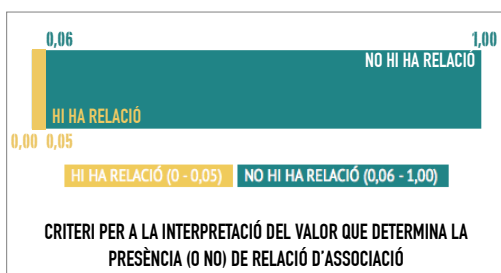 0,06 1,00
NO HI HA RELACIÓ
HI HA RELACIÓ
0,00 0,05
HI HA RELACIÓ (0 - 0,05) NO HI HA RELACIÓ (0,06 - 1,00)
CRITERI PER A LA INTERPRETACIÓ DEL VALOR QUE DETERMINA LA
PRESÈNCIA (O NO) DE RELACIÓ D'ASSOCIACIÓ